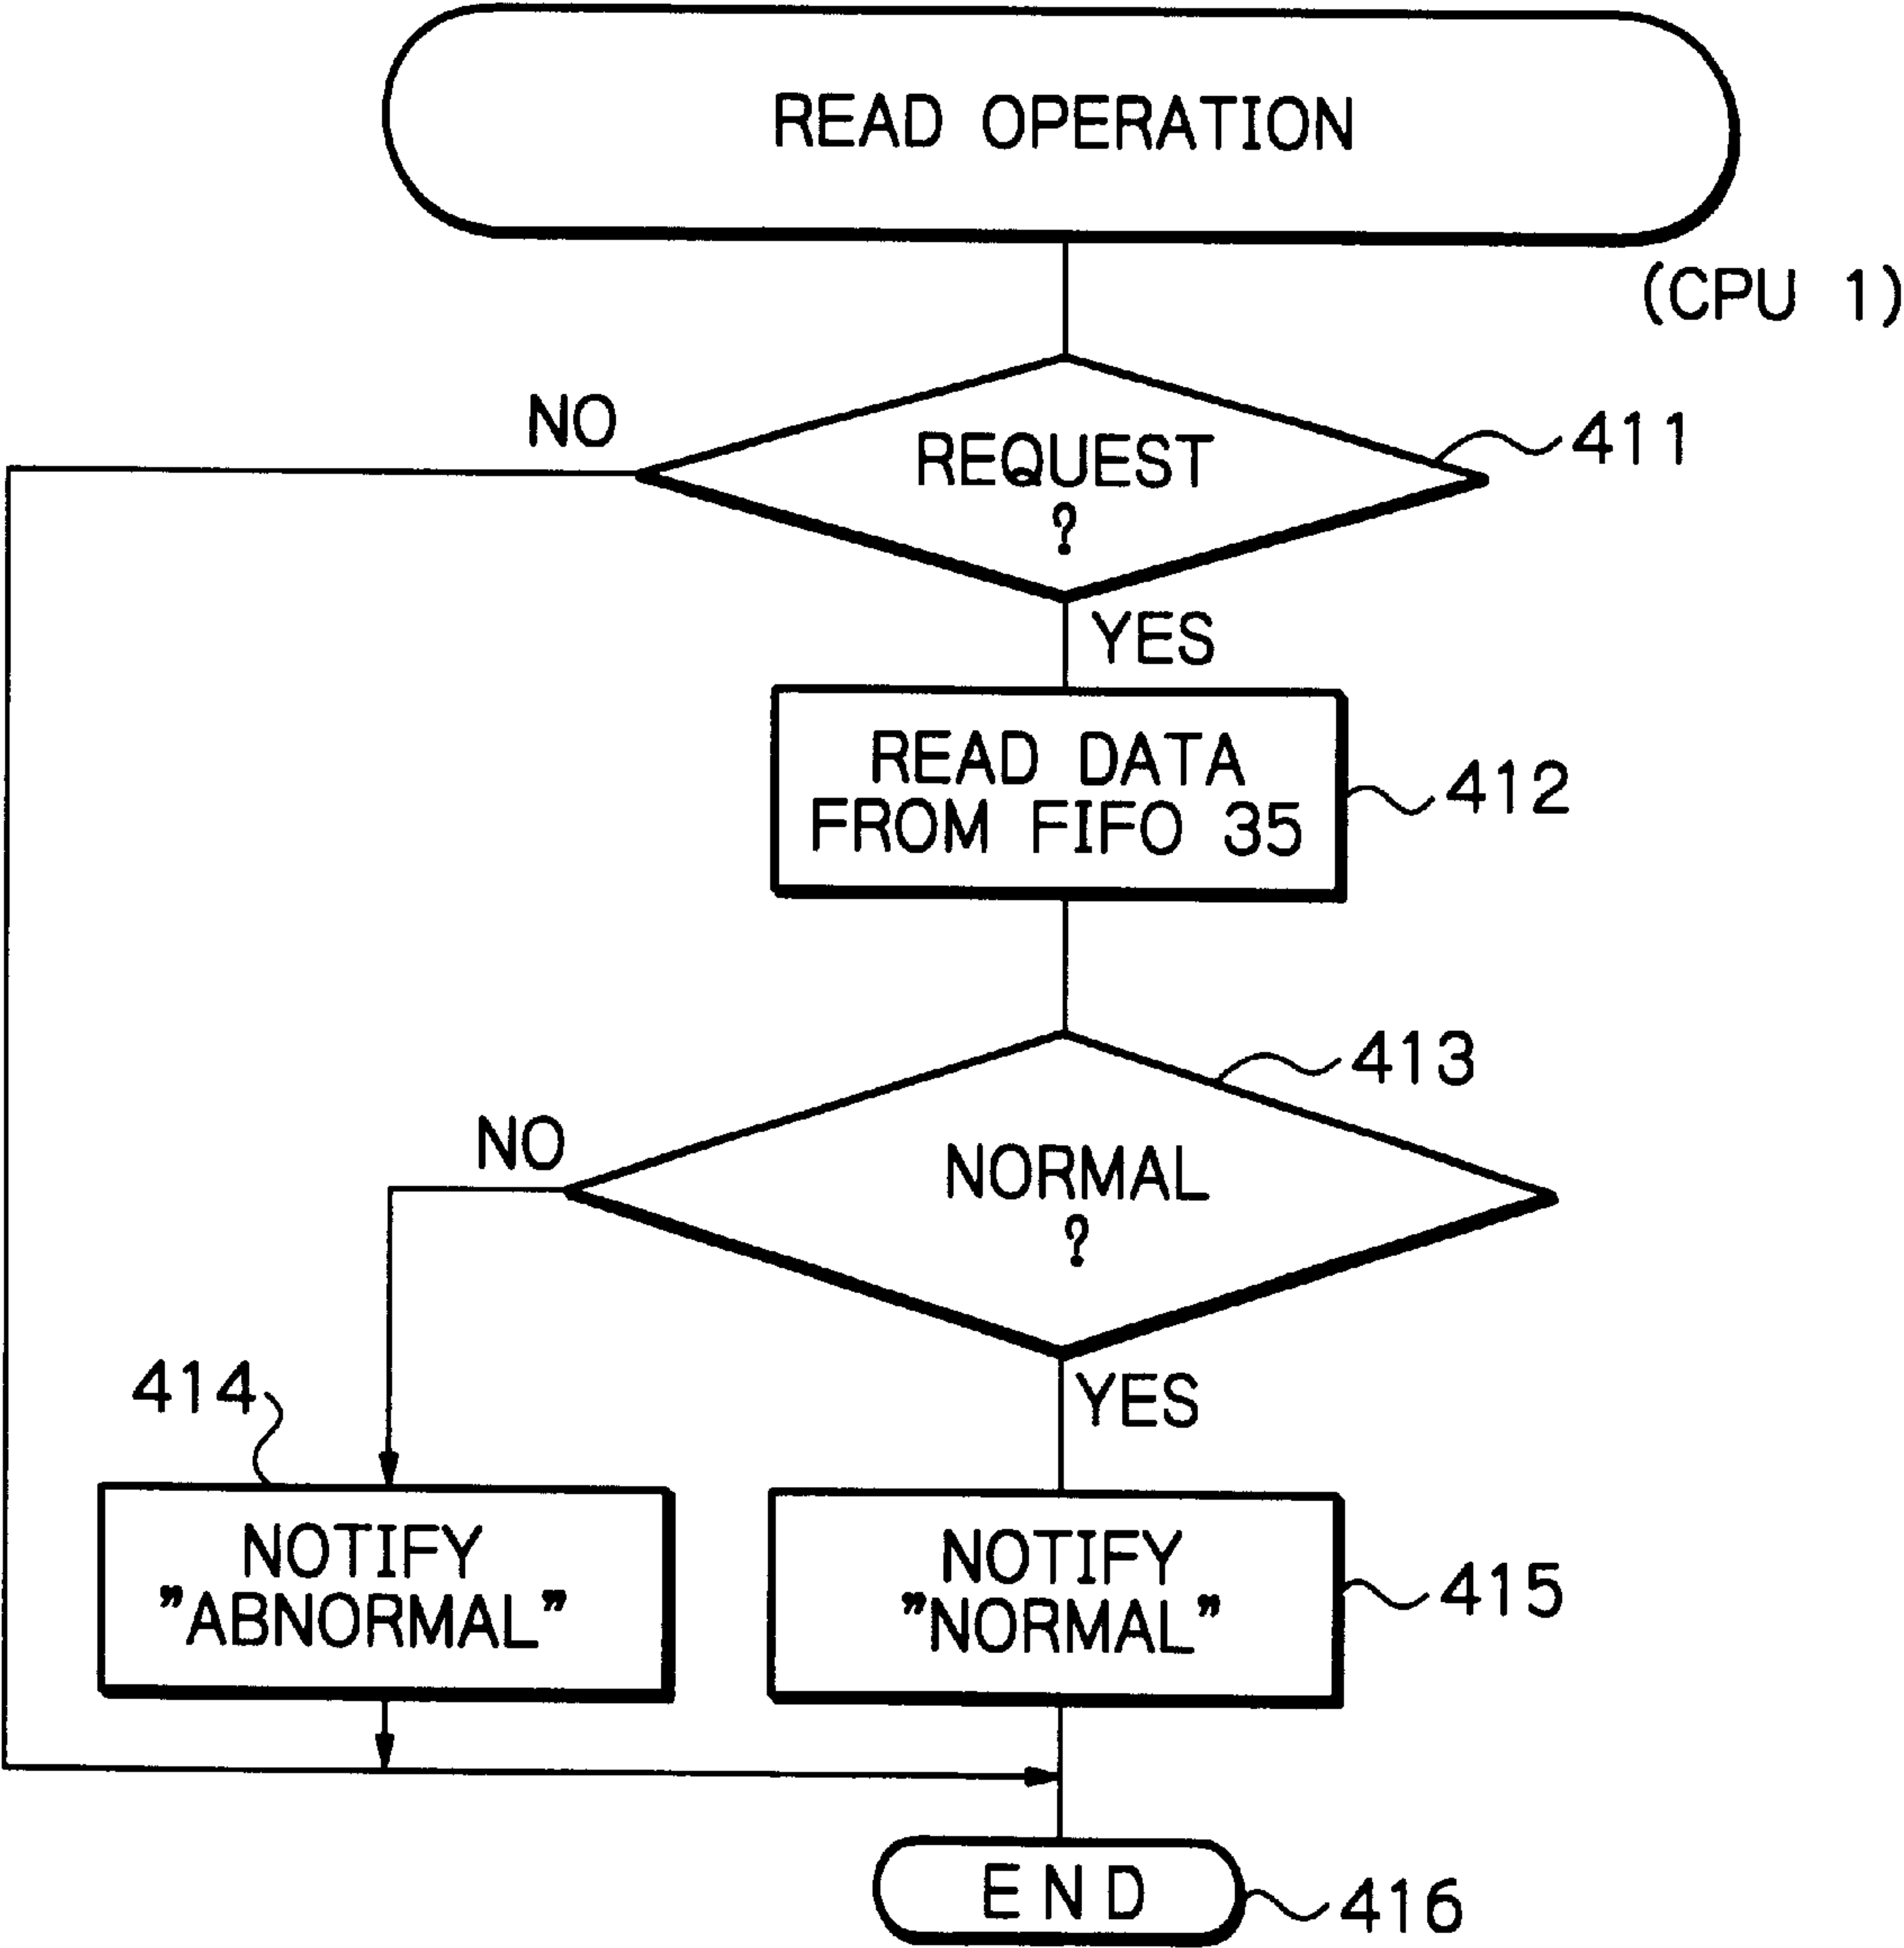 READ OPERATION
(CPU 1)
NO
411
REQUEST
?
YES
READ DATA
FROM FIFO 35
412
413
NO
NORMAL
?
YES
414
NOTIFY
”ABNORMAL”
NOTIFY
”NORMAL”
415
END
416